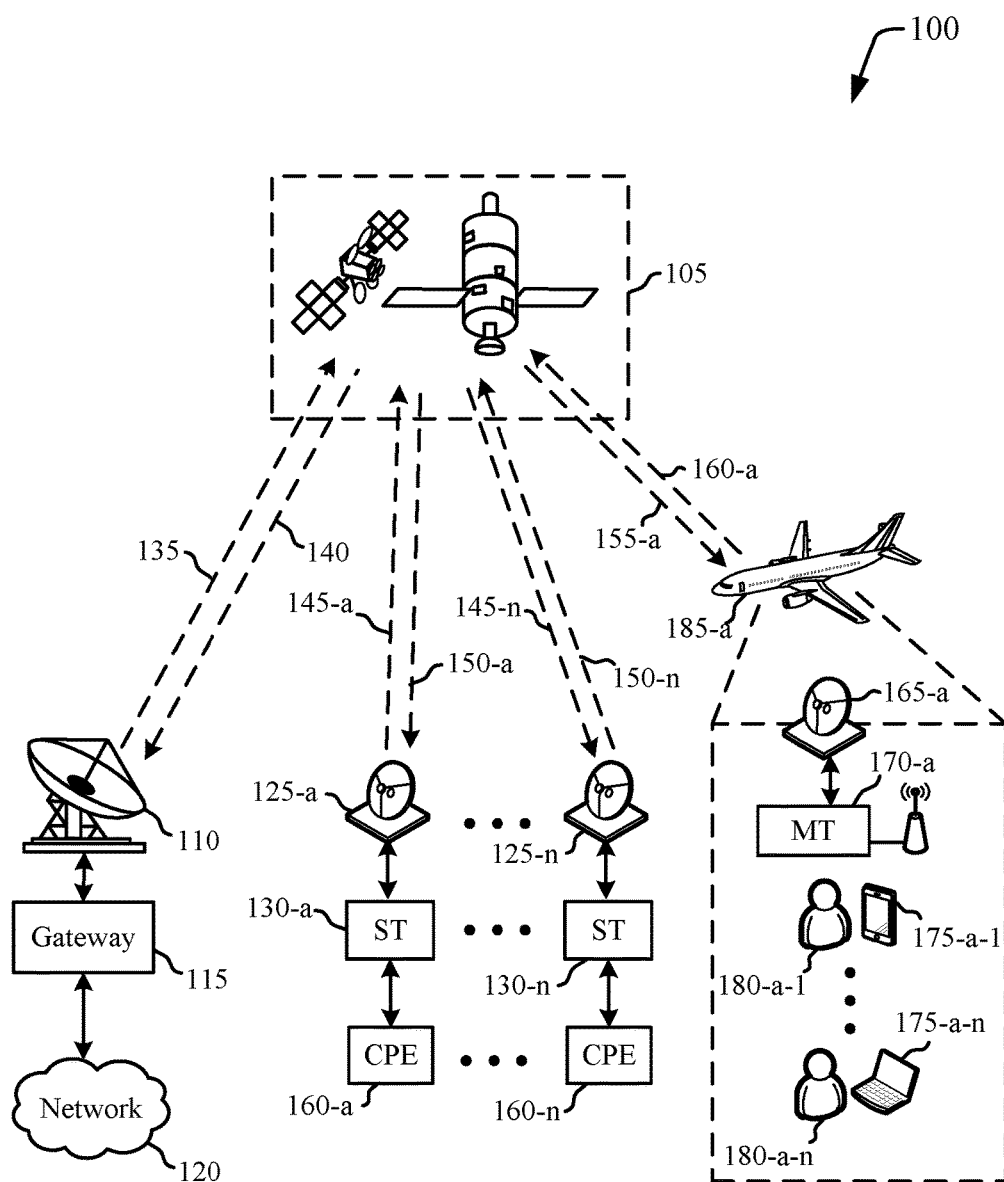 100
105
160-a
155-a
135
140
145-a
145-n
185-a
150-a
150-n
165-a
170-a
125-a
110
MT
125-n
130-a
Gateway
ST
ST
175-a-1
115
130-n
180-a-1
175-a-n
CPE
CPE
160-a
160-n
Network
180-a-n
120